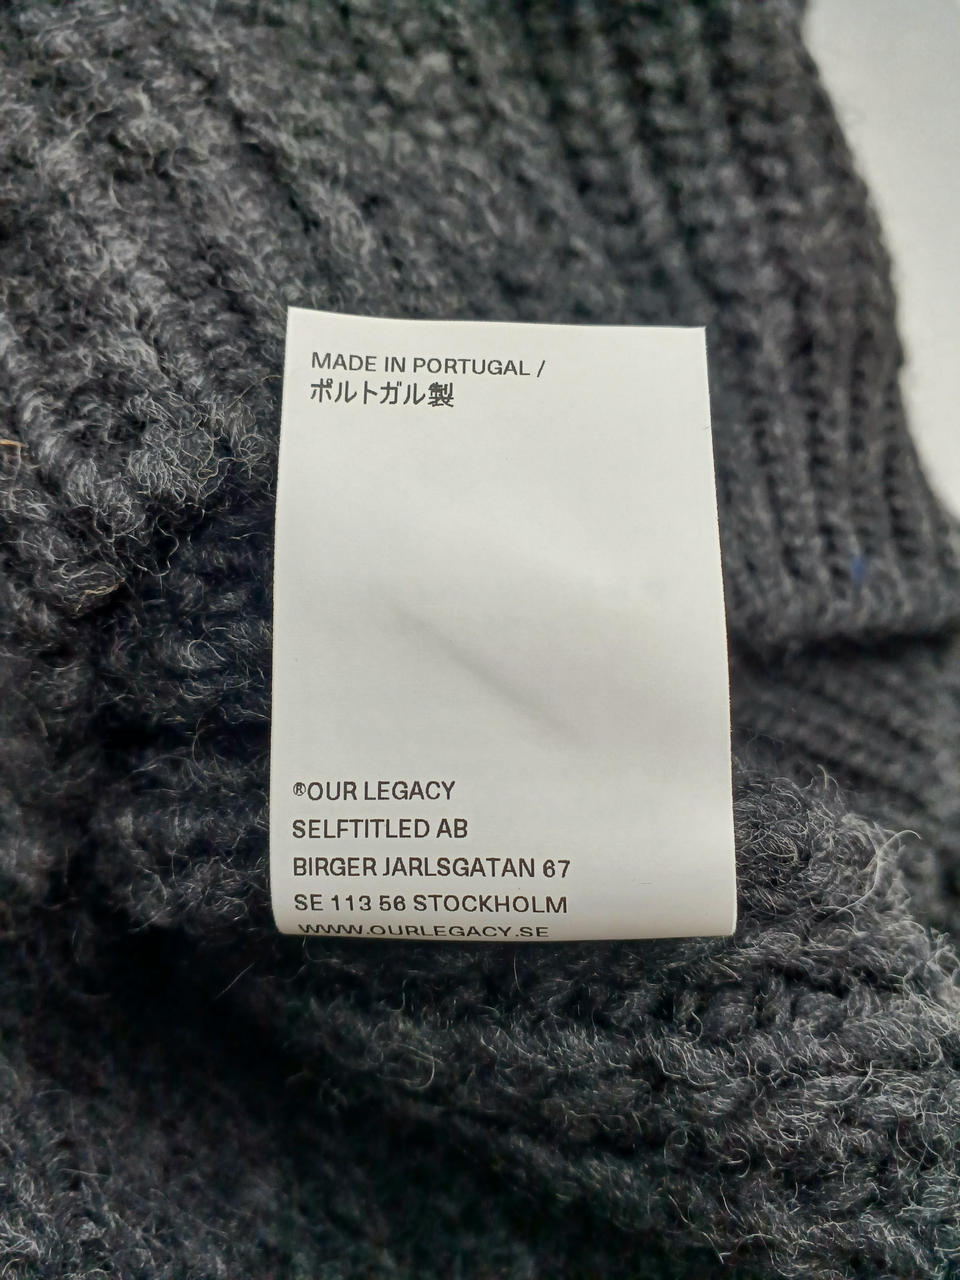 MADE IN PORTUGAL /
ポルトガル製
®OUR LEGACY
SELFTITLED AB
BIRGER JARLSGATAN 67
SE 113 56 STOCKHOLM
WWW.OURLEGACY.SE